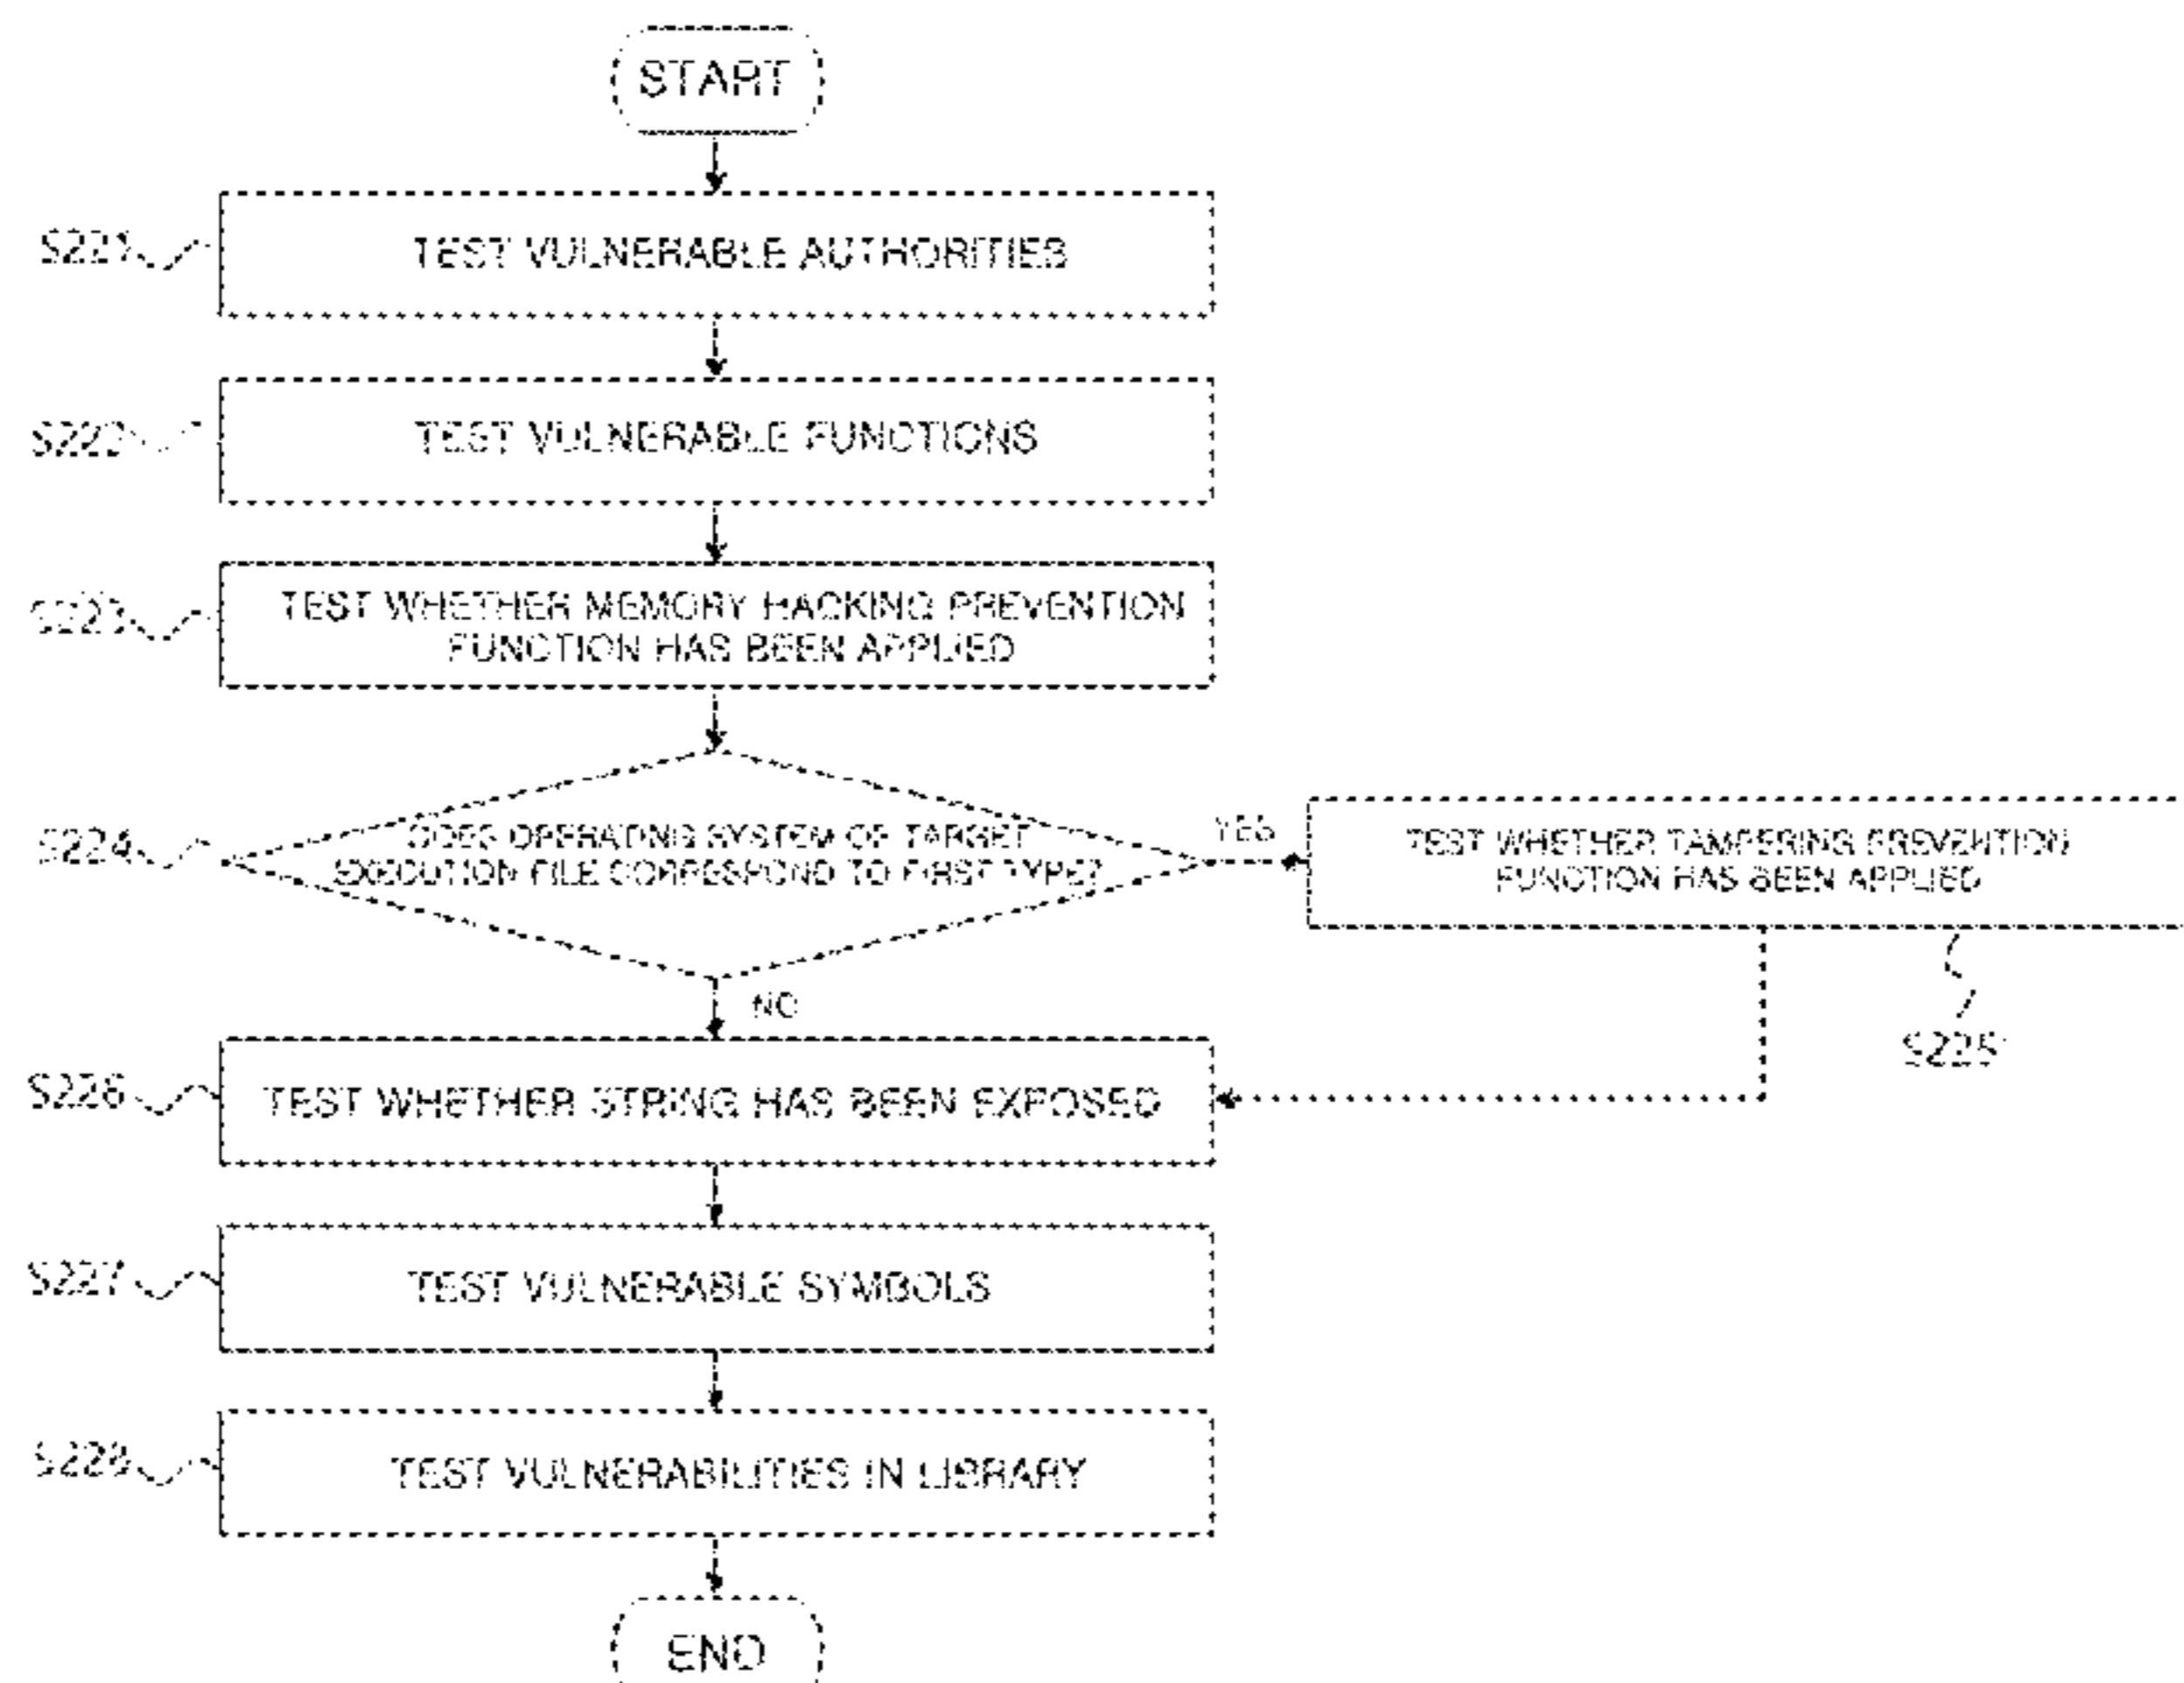 START
S221
TEST VULNERABLE AUTHORITIES
S222
TEST VULNERABLE FUNCTIONS
S223
TEST WHETHER MEMORY HACKING PREVENTION
FUNCTION HAS BEEN APPLIED
S224
DOES OPERATING SYSTEM OF TARGET
EXECUTION FILE CORRESPOND TO FIRST TYPE?
YES
TEST WHETHER TAMPERING PREVENTION
FUNCTION HAS BEEN APPLIED
S225
NO
S226
TEST WHETHER STRING HAS BEEN EXPOSED
S227
TEST VULNERABLE SYMBOLS
S228
TEST VULNERABILITIES IN LIBRARY
END